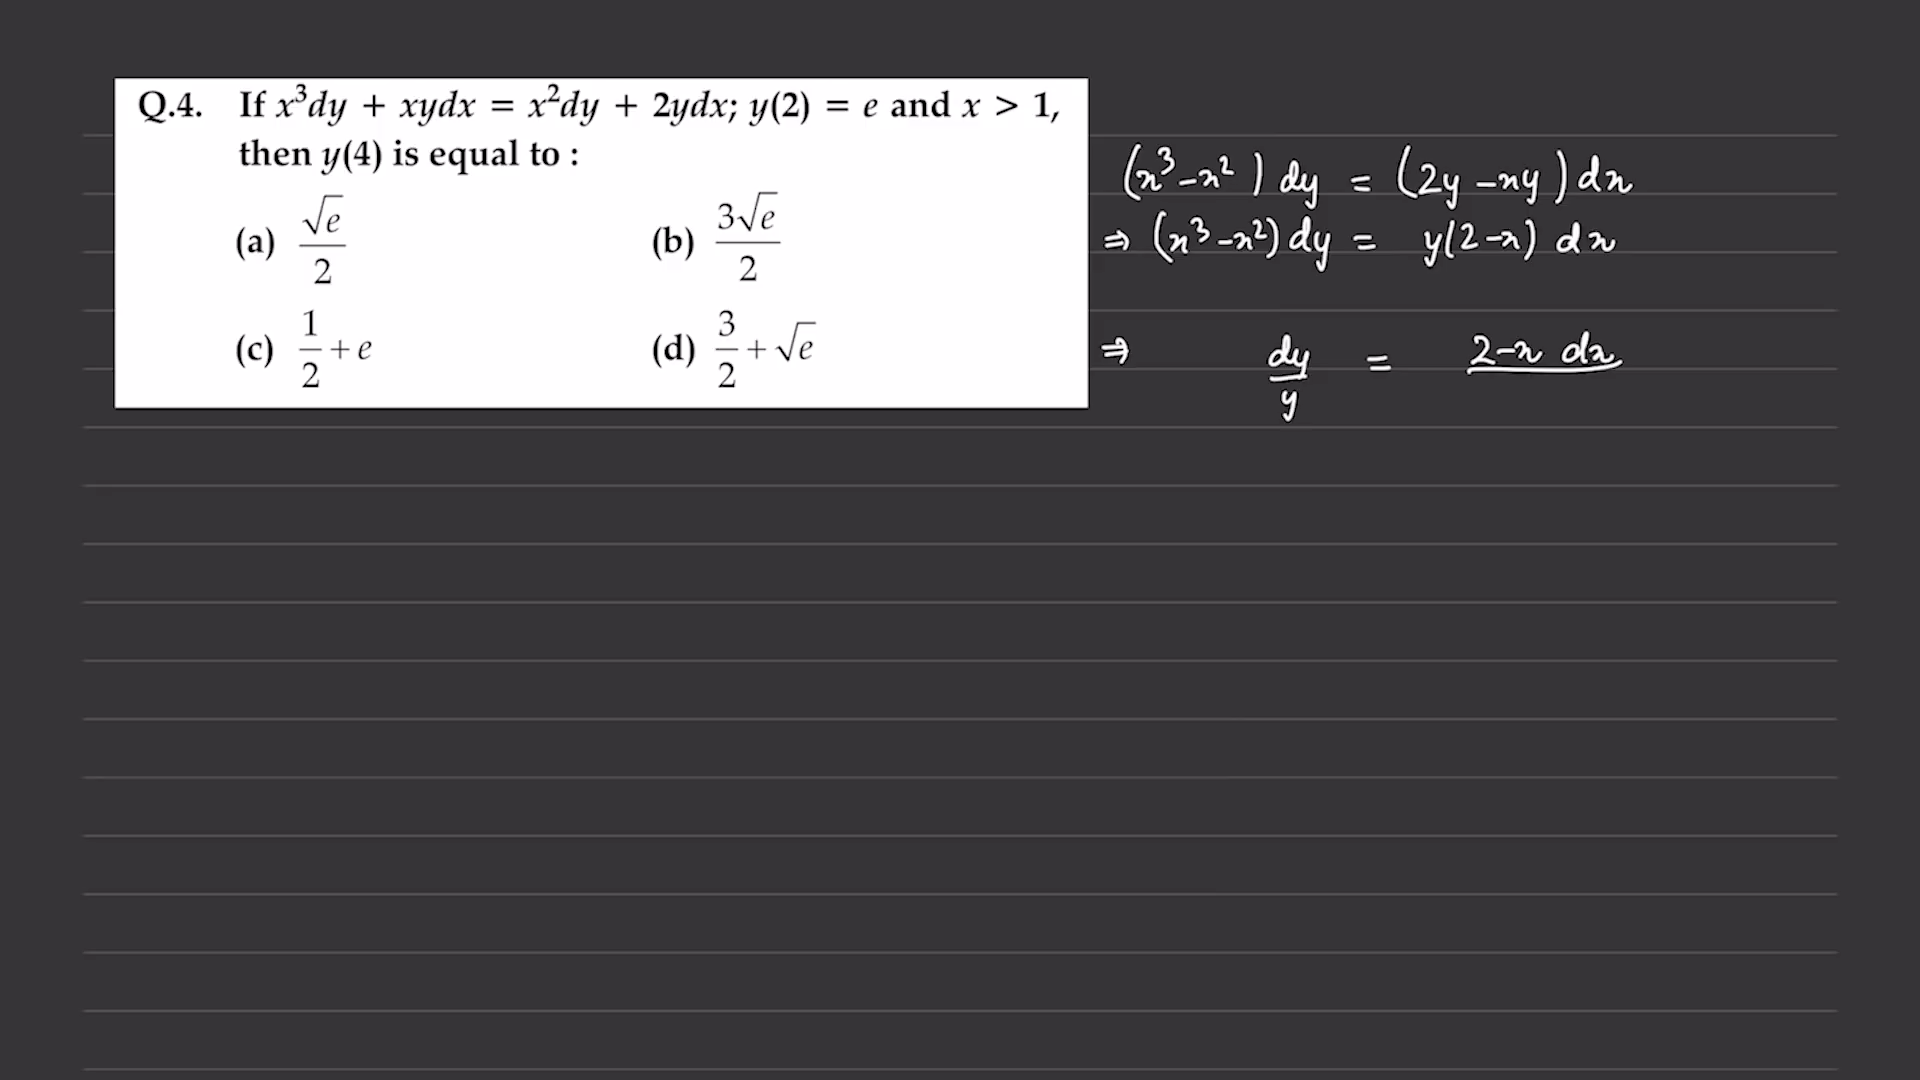 Q.4. If x³dy + xydx = x²dy + 2ydx; y(2) = e and x > 1,
then y(4) is equal to :
(a) √e/2 (b) 3√e/2
(c) 1/2 + e (d) 3/2 + √e
(x³-x²) dy = (2y-xy) dx
⇒ (x³-x²) dy = y(2-x) dx
⇒ dy/y = 2-x dx